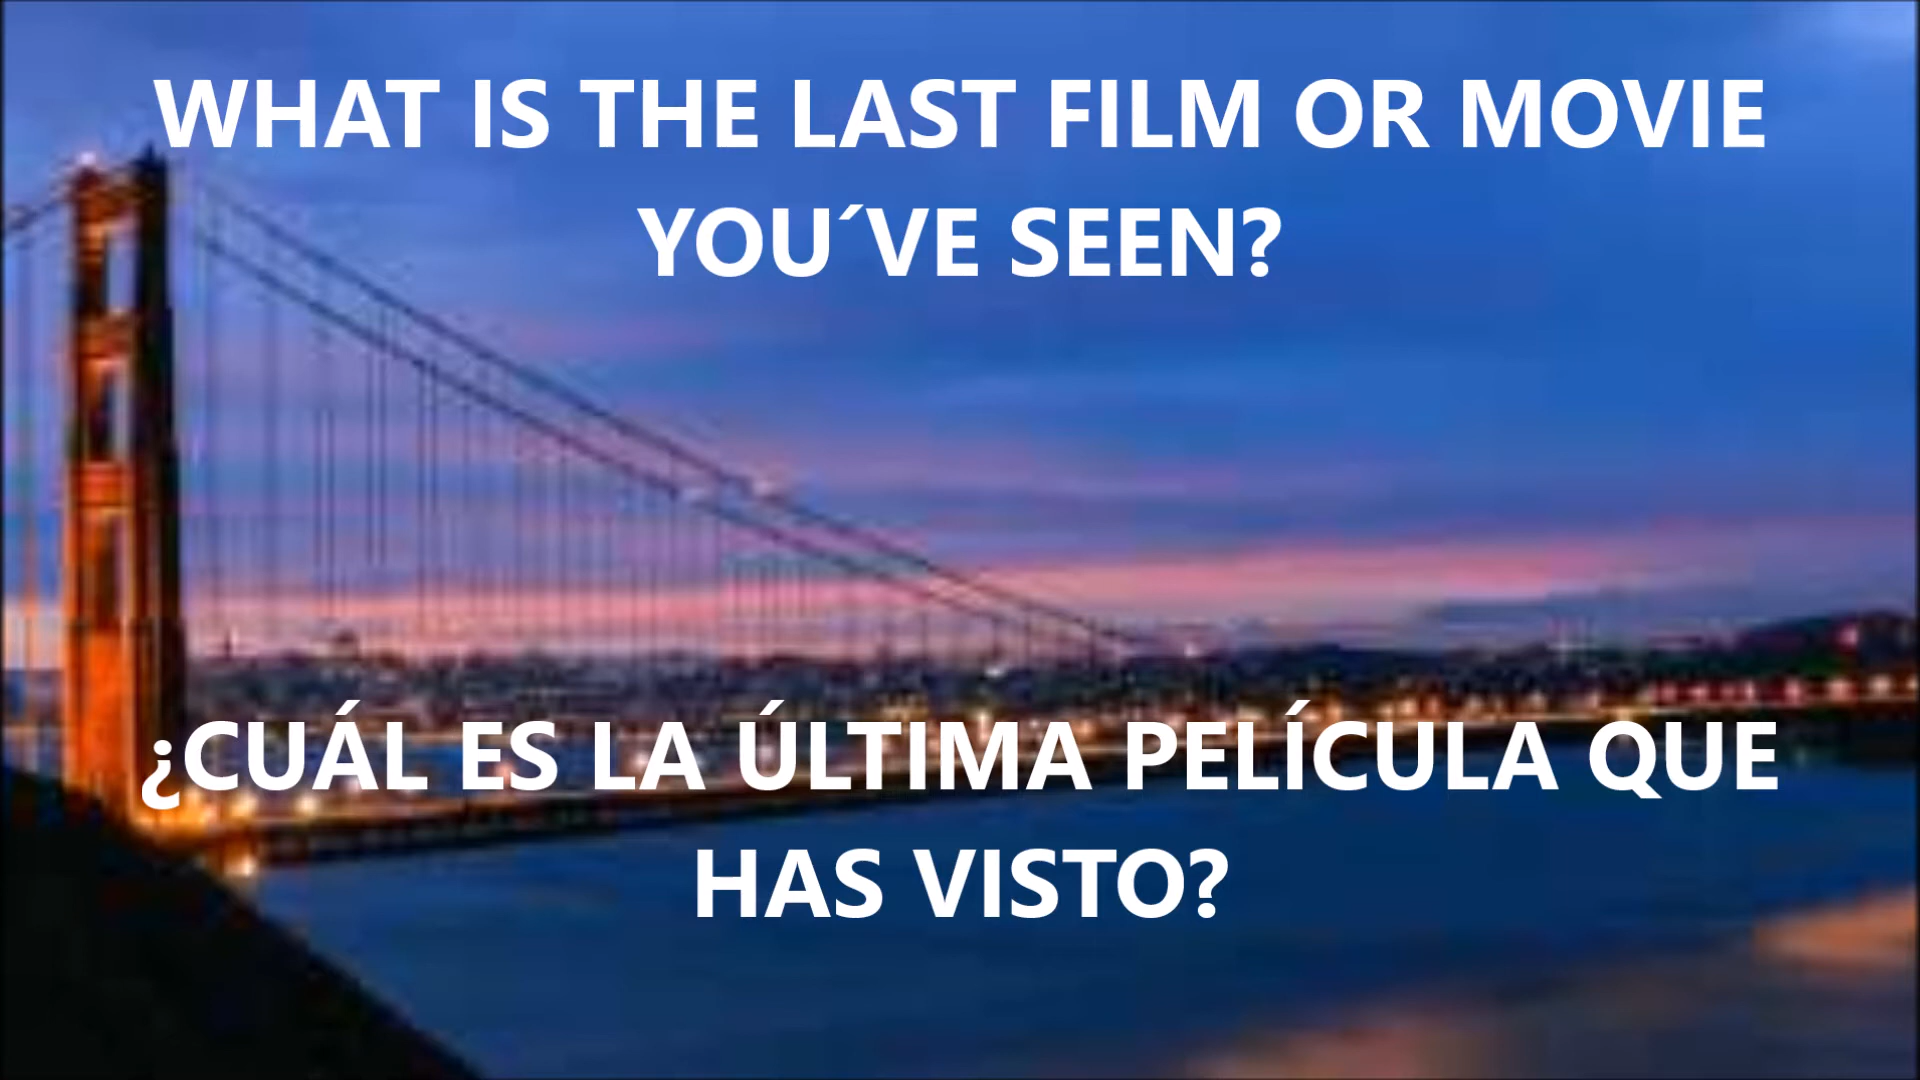 WHAT IS THE LAST FILM OR MOVIE
YOU´VE SEEN?
¿CUÁL ES LA ÚLTIMA PELÍCULA QUE
HAS VISTO?